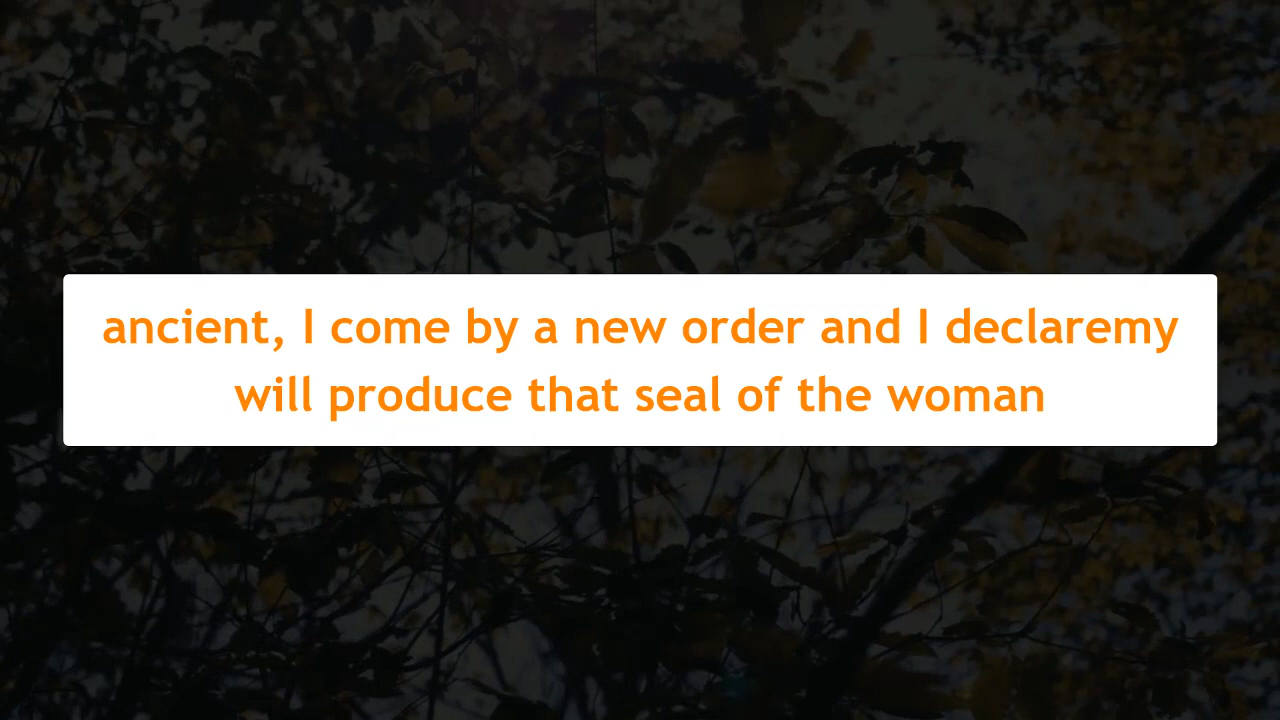 ancient, I come by a new order and I declaremy
will produce that seal of the woman